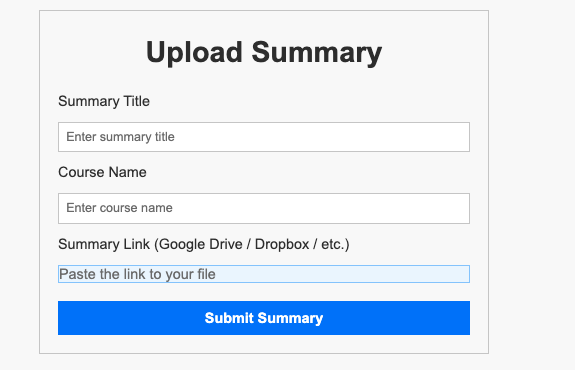 Upload Summary
Summary Title
Enter summary title
Course Name
Enter course name
Summary Link (Google Drive / Dropbox / etc.)
Paste the link to your file
Submit Summary